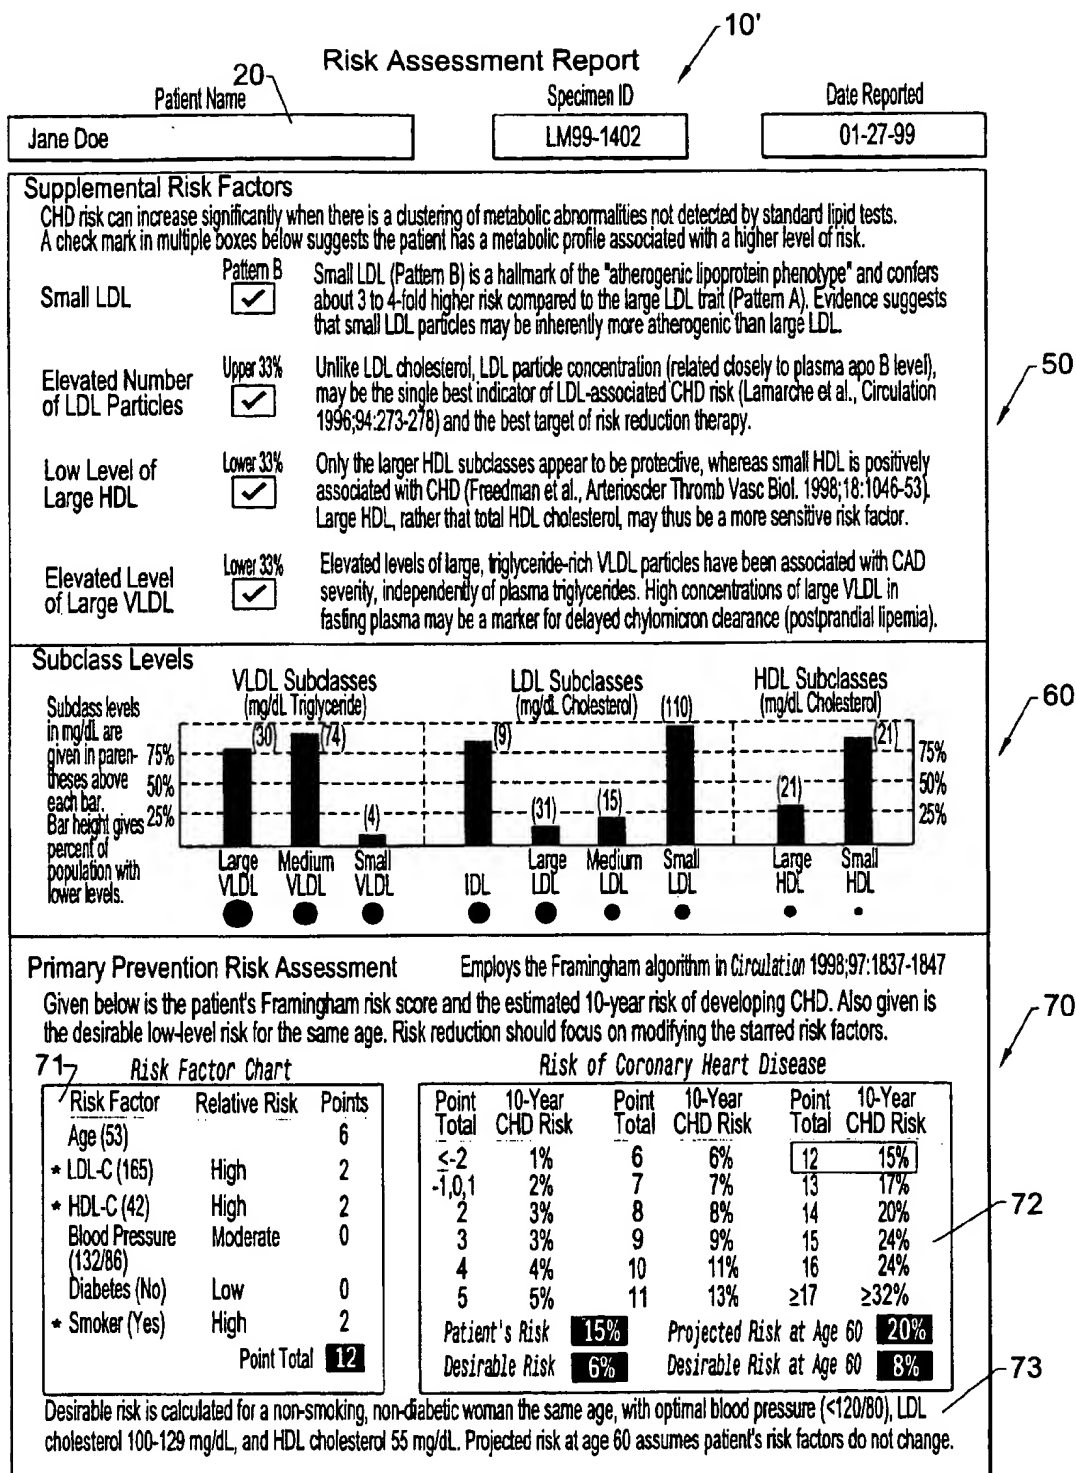 10'
Risk Assessment Report
20
Patient Name Specimen ID Date Reported
Jane Doe LM99-1402 01-27-99
Supplemental Risk Factors
CHD risk can increase significantly when there is a clustering of metabolic abnormalities not detected by standard lipid tests.
A check mark in multiple boxes below suggests the patient has a metabolic profile associated with a higher level of risk.
Small LDL
Pattern B
✓
Small LDL (Pattern B) is a hallmark of the "atherogenic lipoprotein phenotype" and confers
about 3 to 4-fold higher risk compared to the large LDL trait (Pattern A). Evidence suggests
that small LDL particles may be inherently more atherogenic than large LDL.
Elevated Number
of LDL Particles
Upper 33%
✓
Unlike LDL cholesterol, LDL particle concentration (related closely to plasma apo B level),
may be the single best indicator of LDL-associated CHD risk (Lamarche et al., Circulation
1996;94:273-278) and the best target of risk reduction therapy.
50
Low Level of
Large HDL
Lower 33%
✓
Only the larger HDL subclasses appear to be protective, whereas small HDL is positively
associated with CHD (Freedman et al., Arterioscler Thromb Vasc Biol. 1998;18:1046-53).
Large HDL, rather that total HDL cholesterol, may thus be a more sensitive risk factor.
Elevated Level
of Large VLDL
Lower 33%
✓
Elevated levels of large, triglyceride-rich VLDL particles have been associated with CAD
severity, independently of plasma triglycerides. High concentrations of large VLDL in
fasting plasma may be a marker for delayed chylomicron clearance (postprandial lipemia).
Subclass Levels
60
Subclass levels
in mg/dL are
given in paren-
theses above
each bar.
Bar height gives
percent of
population with
lower levels.
VLDL Subclasses
(mg/dL Triglyceride)
LDL Subclasses
(mg/dL Cholesterol)
HDL Subclasses
(mg/dL Cholesterol)
75% 75%
50% 50%
25% 25%
(30) (74) (4) (9) (31) (15) (110) (21) (21)
Large
VLDL
Medium
VLDL
Small
VLDL
IDL
Large
LDL
Medium
LDL
Small
LDL
Large
HDL
Small
HDL
Primary Prevention Risk Assessment Employs the Framingham algorithm in Circulation 1998;97:1837-1847
Given below is the patient's Framingham risk score and the estimated 10-year risk of developing CHD. Also given is
the desirable low-level risk for the same age. Risk reduction should focus on modifying the starred risk factors.
70
71
Risk Factor Chart
Risk Factor Relative Risk Points
Age (53) 6
* LDL-C (165) High 2
* HDL-C (42) High 2
Blood Pressure Moderate 0
(132/86)
Diabetes (No) Low 0
* Smoker (Yes) High 2
Point Total 12
Risk of Coronary Heart Disease
Point 10-Year Point 10-Year Point 10-Year
Total CHD Risk Total CHD Risk Total CHD Risk
≤-2 1% 6 6% 12 15%
-1,0,1 2% 7 7% 13 17%
2 3% 8 8% 14 20%
3 3% 9 9% 15 24%
4 4% 10 11% 16 24%
5 5% 11 13% ≥17 ≥32%
Patient's Risk 15% Projected Risk at Age 60 20%
Desirable Risk 6% Desirable Risk at Age 60 8%
72
73
Desirable risk is calculated for a non-smoking, non-diabetic woman the same age, with optimal blood pressure (<120/80), LDL
cholesterol 100-129 mg/dL, and HDL cholesterol 55 mg/dL. Projected risk at age 60 assumes patient's risk factors do not change.